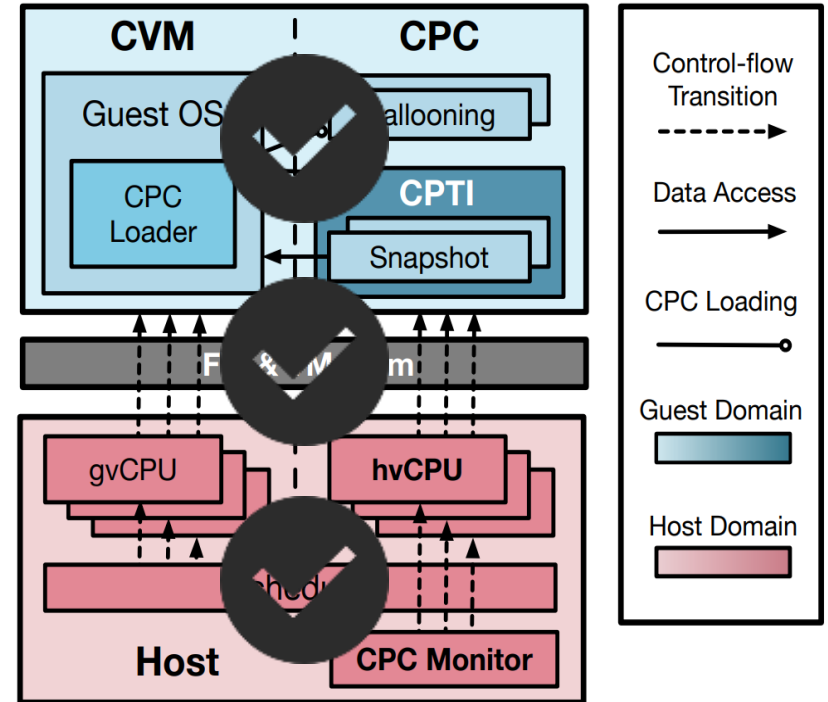 CVM
CPC
Guest OS
allooning
CPC
Loader
CPTI
Snapshot
&
gvCPU
hvCPU
Host
CPC Monitor
Control-flow
Transition
Data Access
CPC Loading
Guest Domain
Host Domain